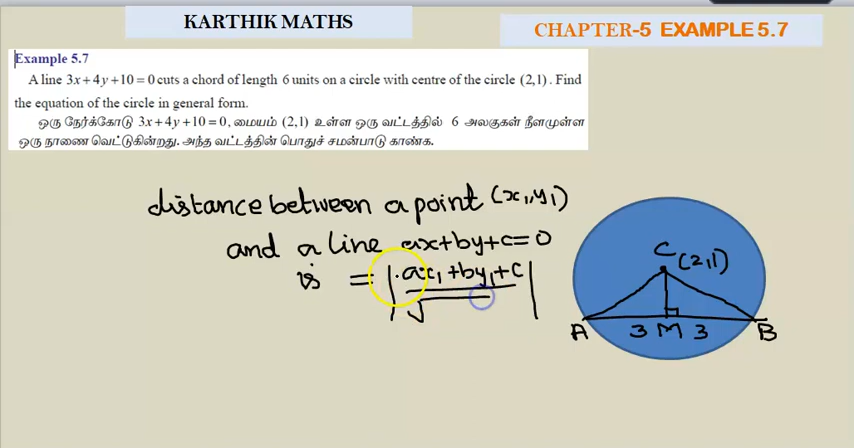 KARTHIK MATHS
CHAPTER-5 EXAMPLE 5.7
Example 5.7
A line 3x+4y+10=0 cuts a chord of length 6 units on a circle with centre of the circle (2,1). Find
the equation of the circle in general form.
ஒரு நேர்க்கோடு 3x+4y+10=0, மையம் (2,1) உள்ள ஒரு வட்டத்தில் 6 அலகுகள் நீளமுள்ள
ஒரு நாணை வெட்டுகின்றது. அந்த வட்டத்தின் பொதுச் சமன்பாடு காண்க.
distance between a point (x₁,y₁)
and a line ax+by+c=0
is = | ax₁+by₁+c |
√
C (2,1)
A 3 M 3 B